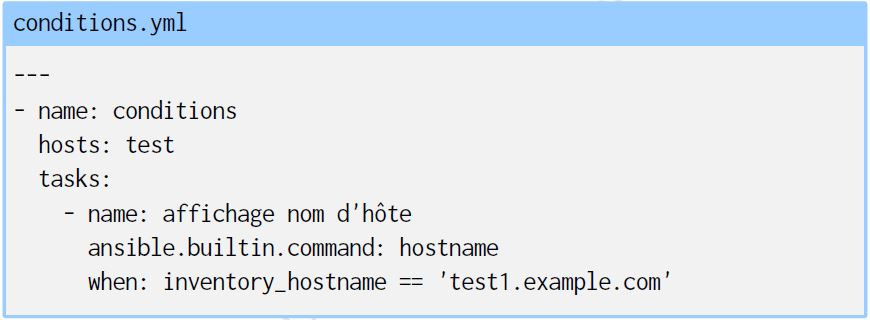 conditions.yml
---
- name: conditions
  hosts: test
  tasks:
    - name: affichage nom d'hôte
      ansible.builtin.command: hostname
      when: inventory_hostname == 'test1.example.com'